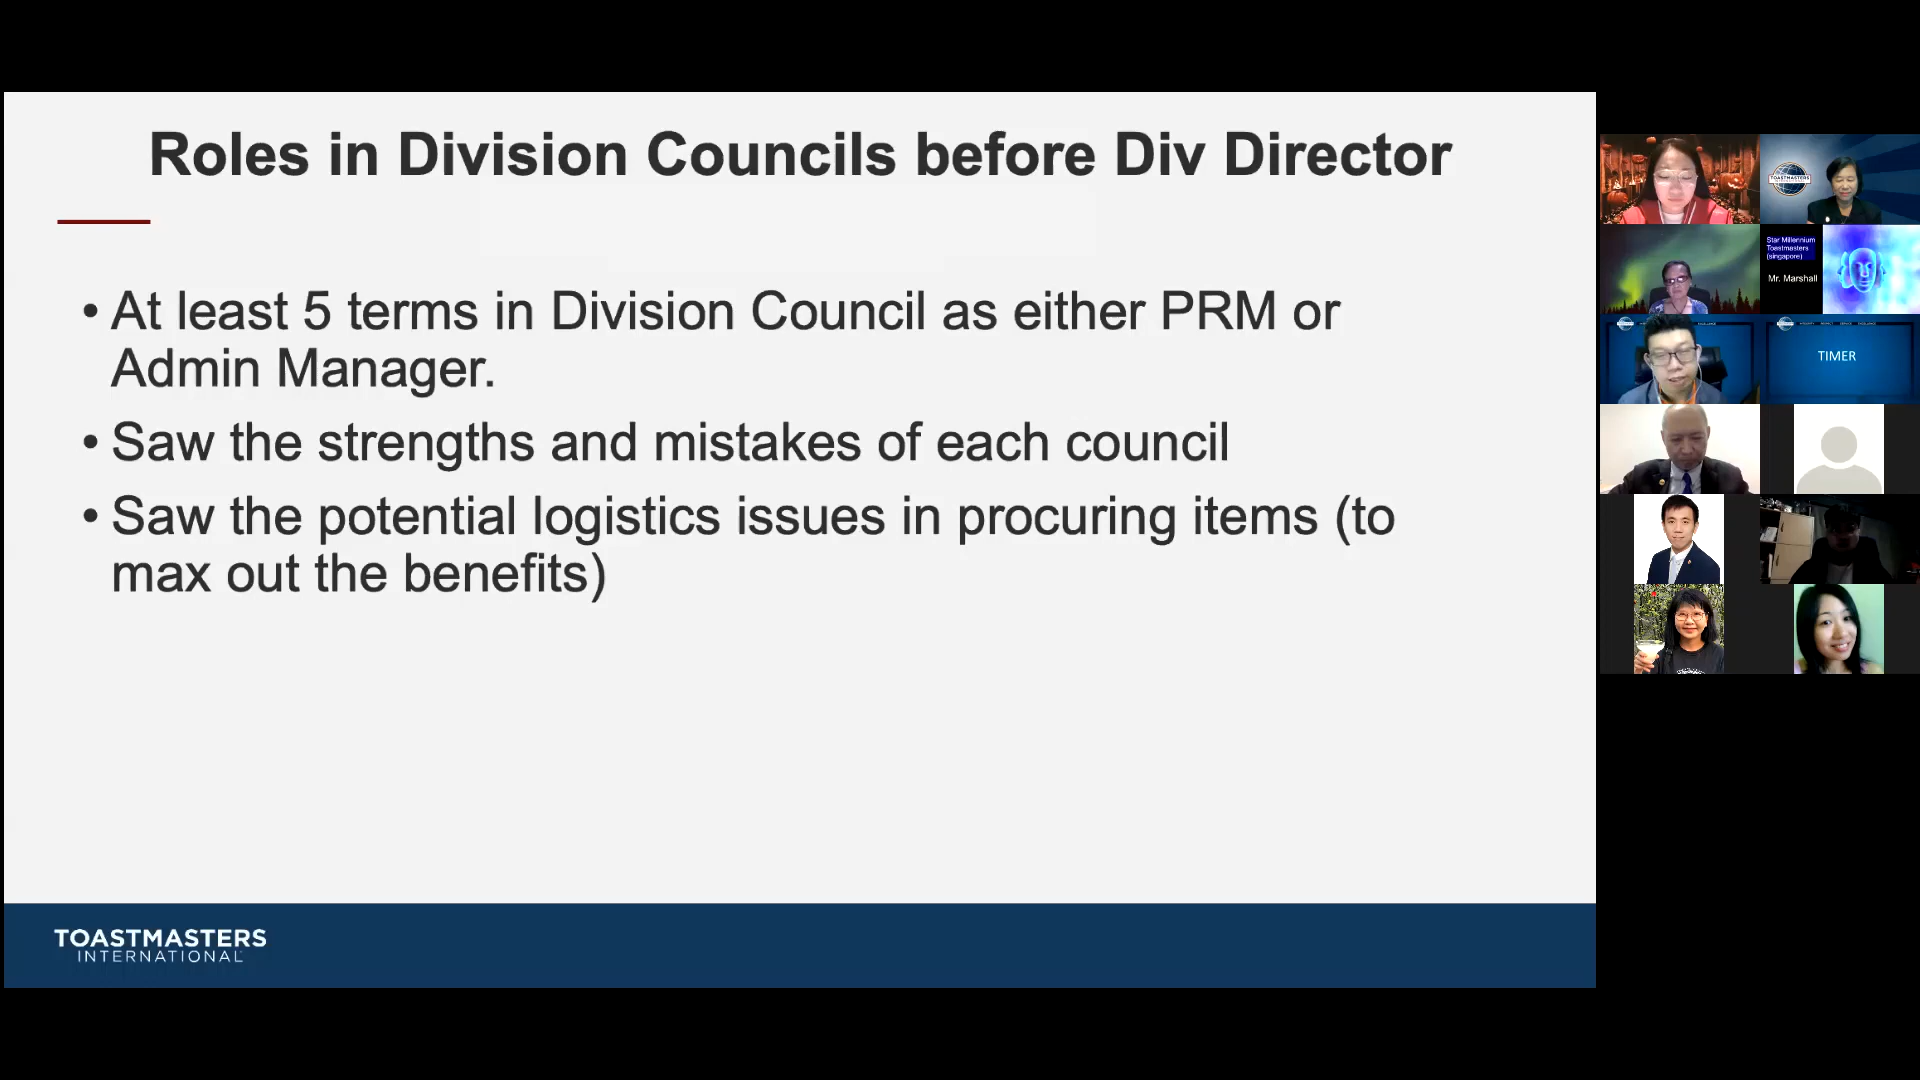 Roles in Division Councils before Div Director
• At least 5 terms in Division Council as either PRM or
Admin Manager.
• Saw the strengths and mistakes of each council
• Saw the potential logistics issues in procuring items (to
max out the benefits)
TOASTMASTERS
INTERNATIONAL
TOASTMASTERS
Star Millennium
Toastmasters
(singapore)
Mr. Marshall
TIMER